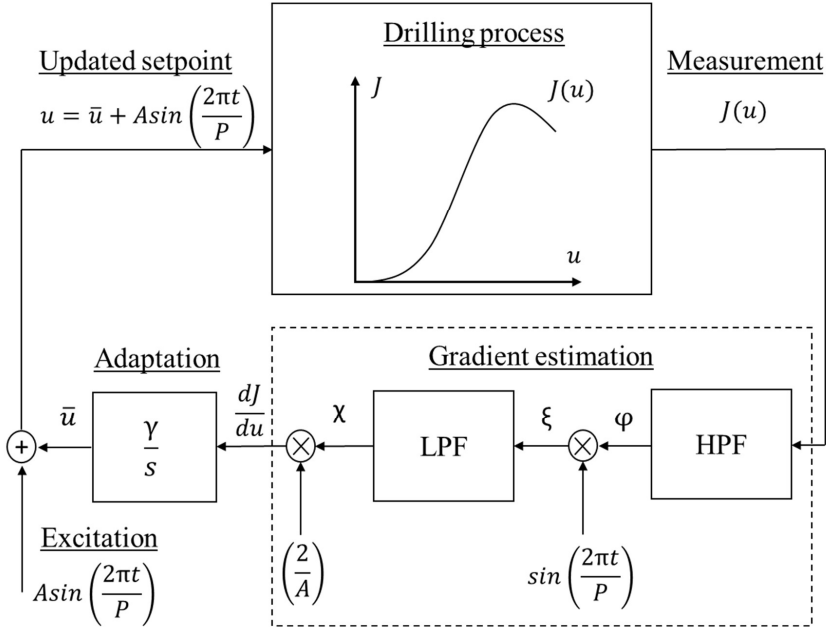 Drilling process
Updated setpoint
u = ū + Asin(2πt/P)
J
J(u)
u
Measurement
J(u)
Adaptation
Gradient estimation
ū
γ/s
dJ/du
χ
LPF
ξ
φ
HPF
+
×
×
Excitation
Asin(2πt/P)
(2/A)
sin(2πt/P)